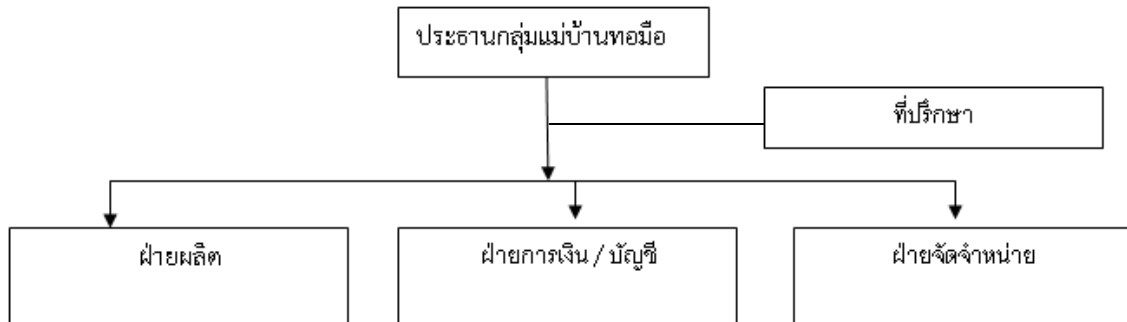 ประธานกลุ่มแม่บ้านทอมือ
ที่ปรึกษา
ฝ่ายผลิต
ฝ่ายการเงิน / บัญชี
ฝ่ายจัดจำหน่าย